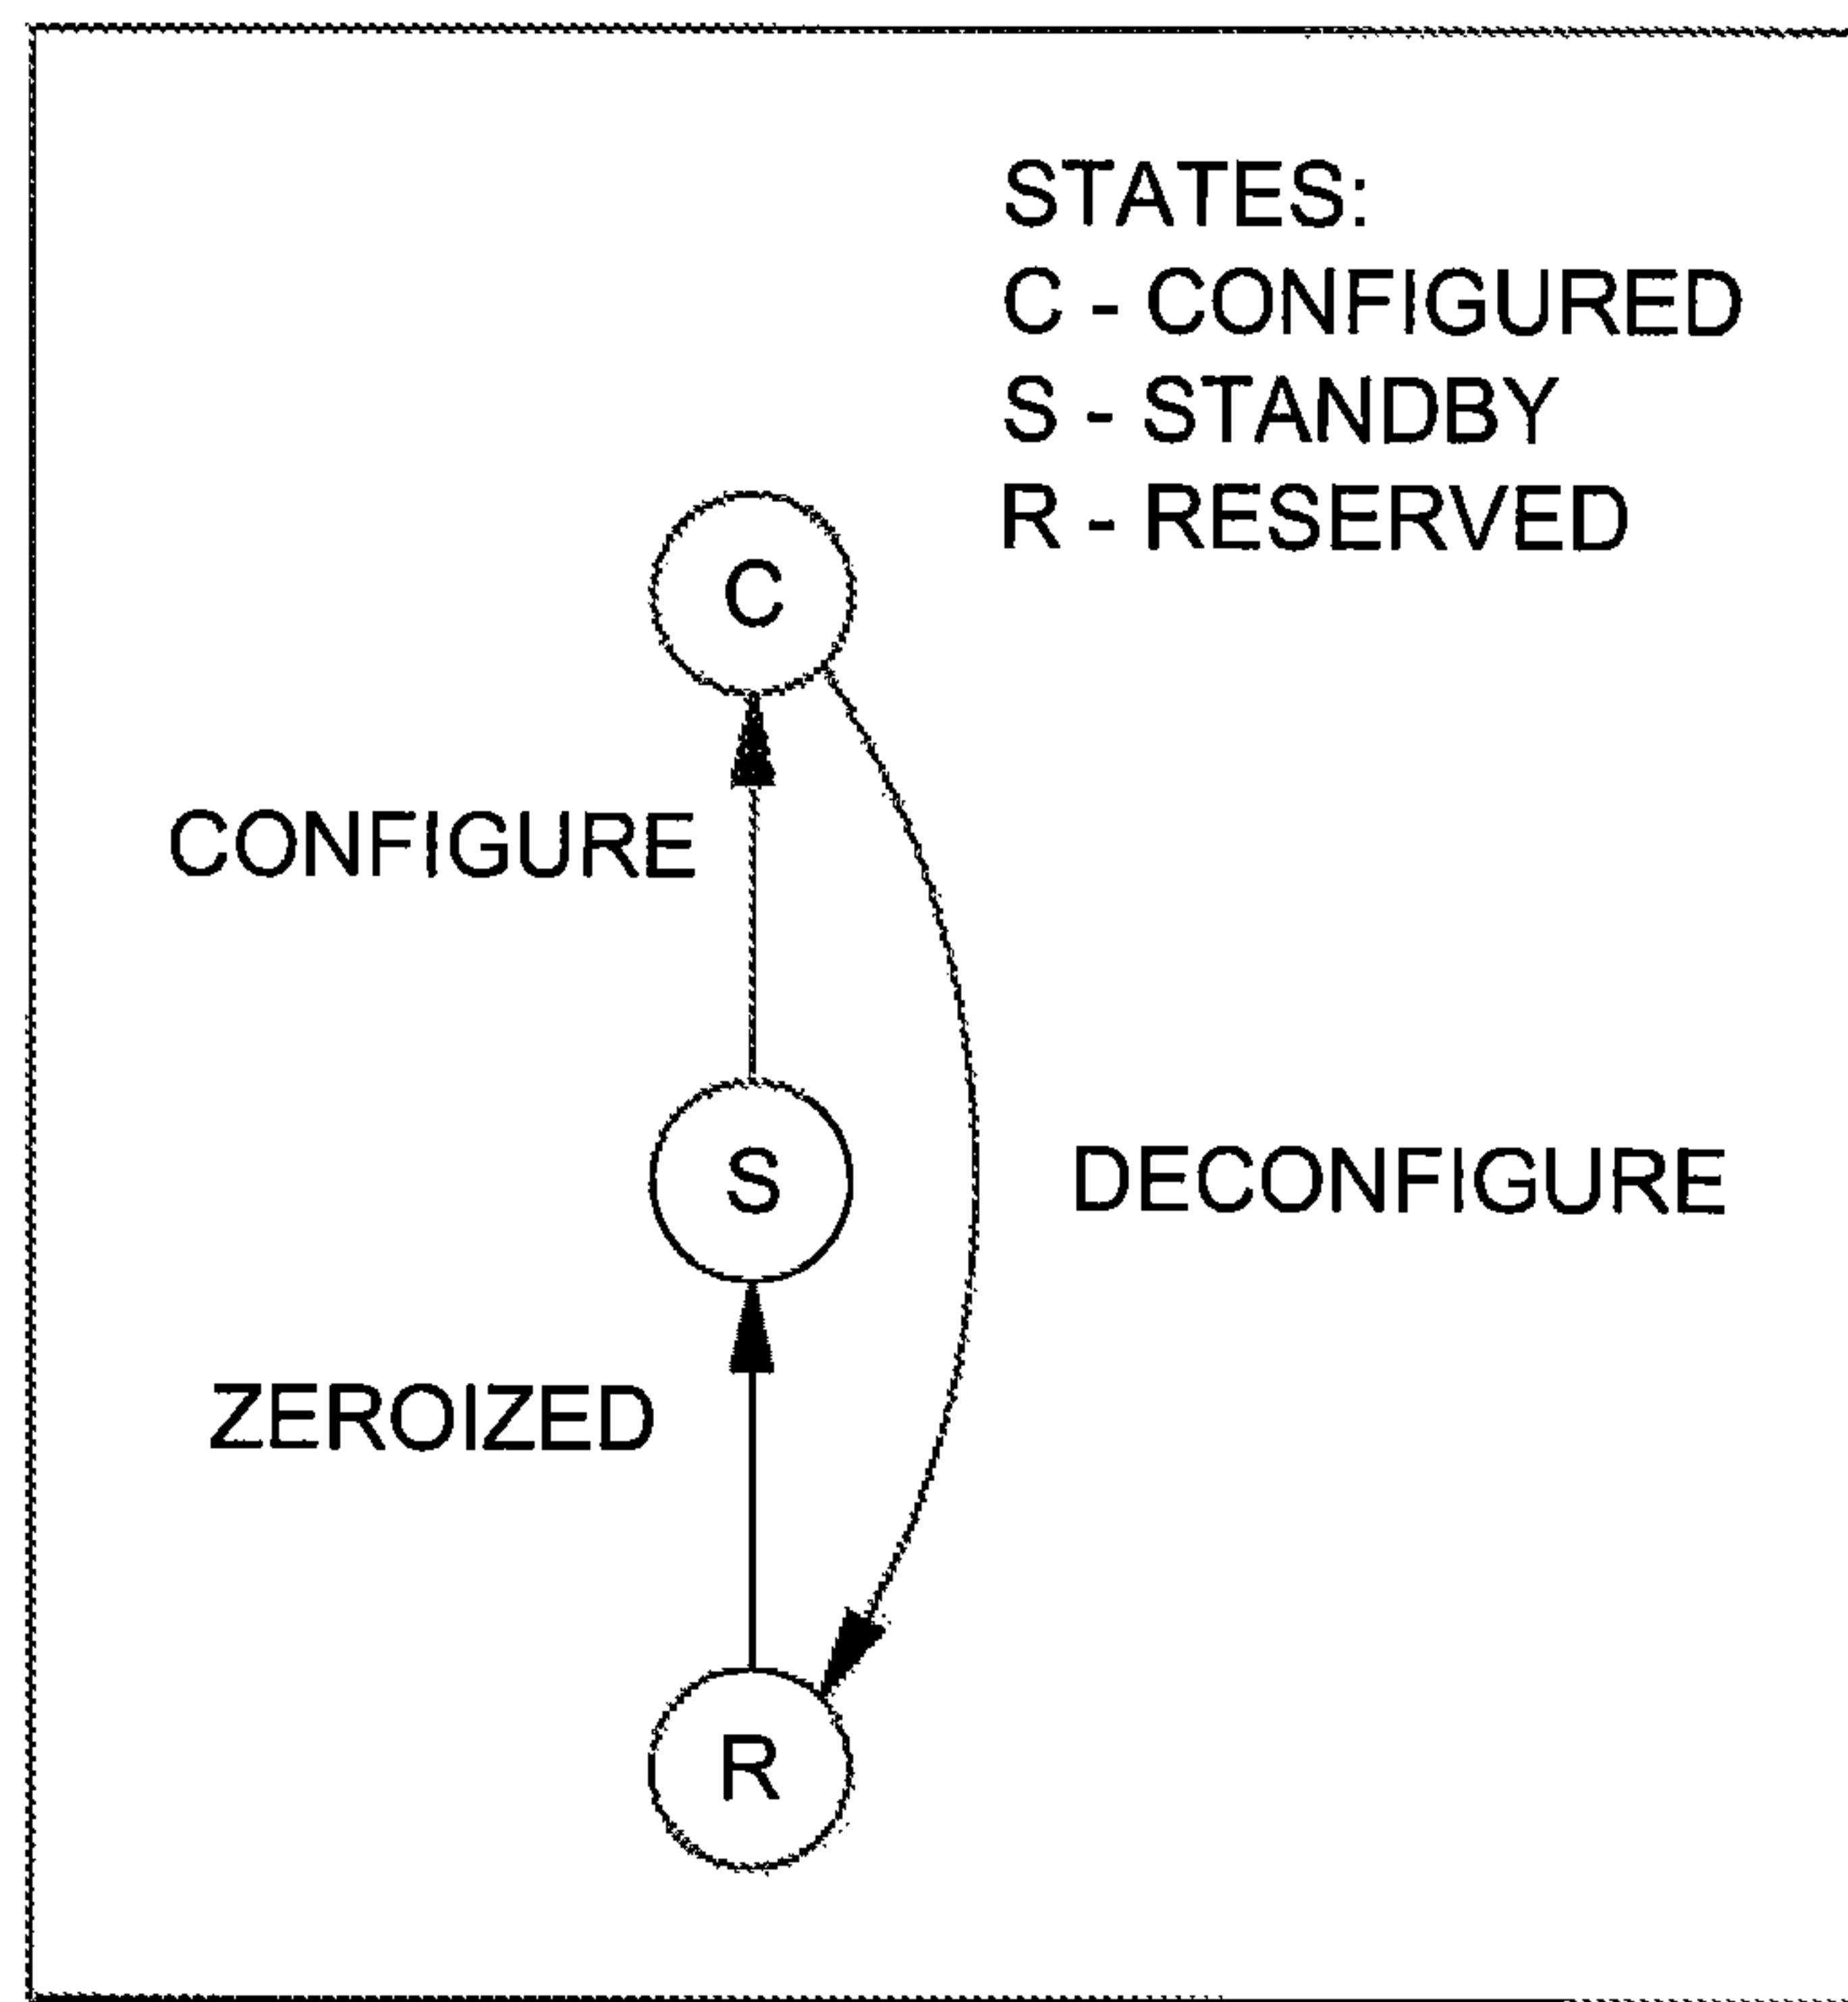 STATES:
C - CONFIGURED
S - STANDBY
R - RESERVED
C
CONFIGURE
S
DECONFIGURE
ZEROIZED
R